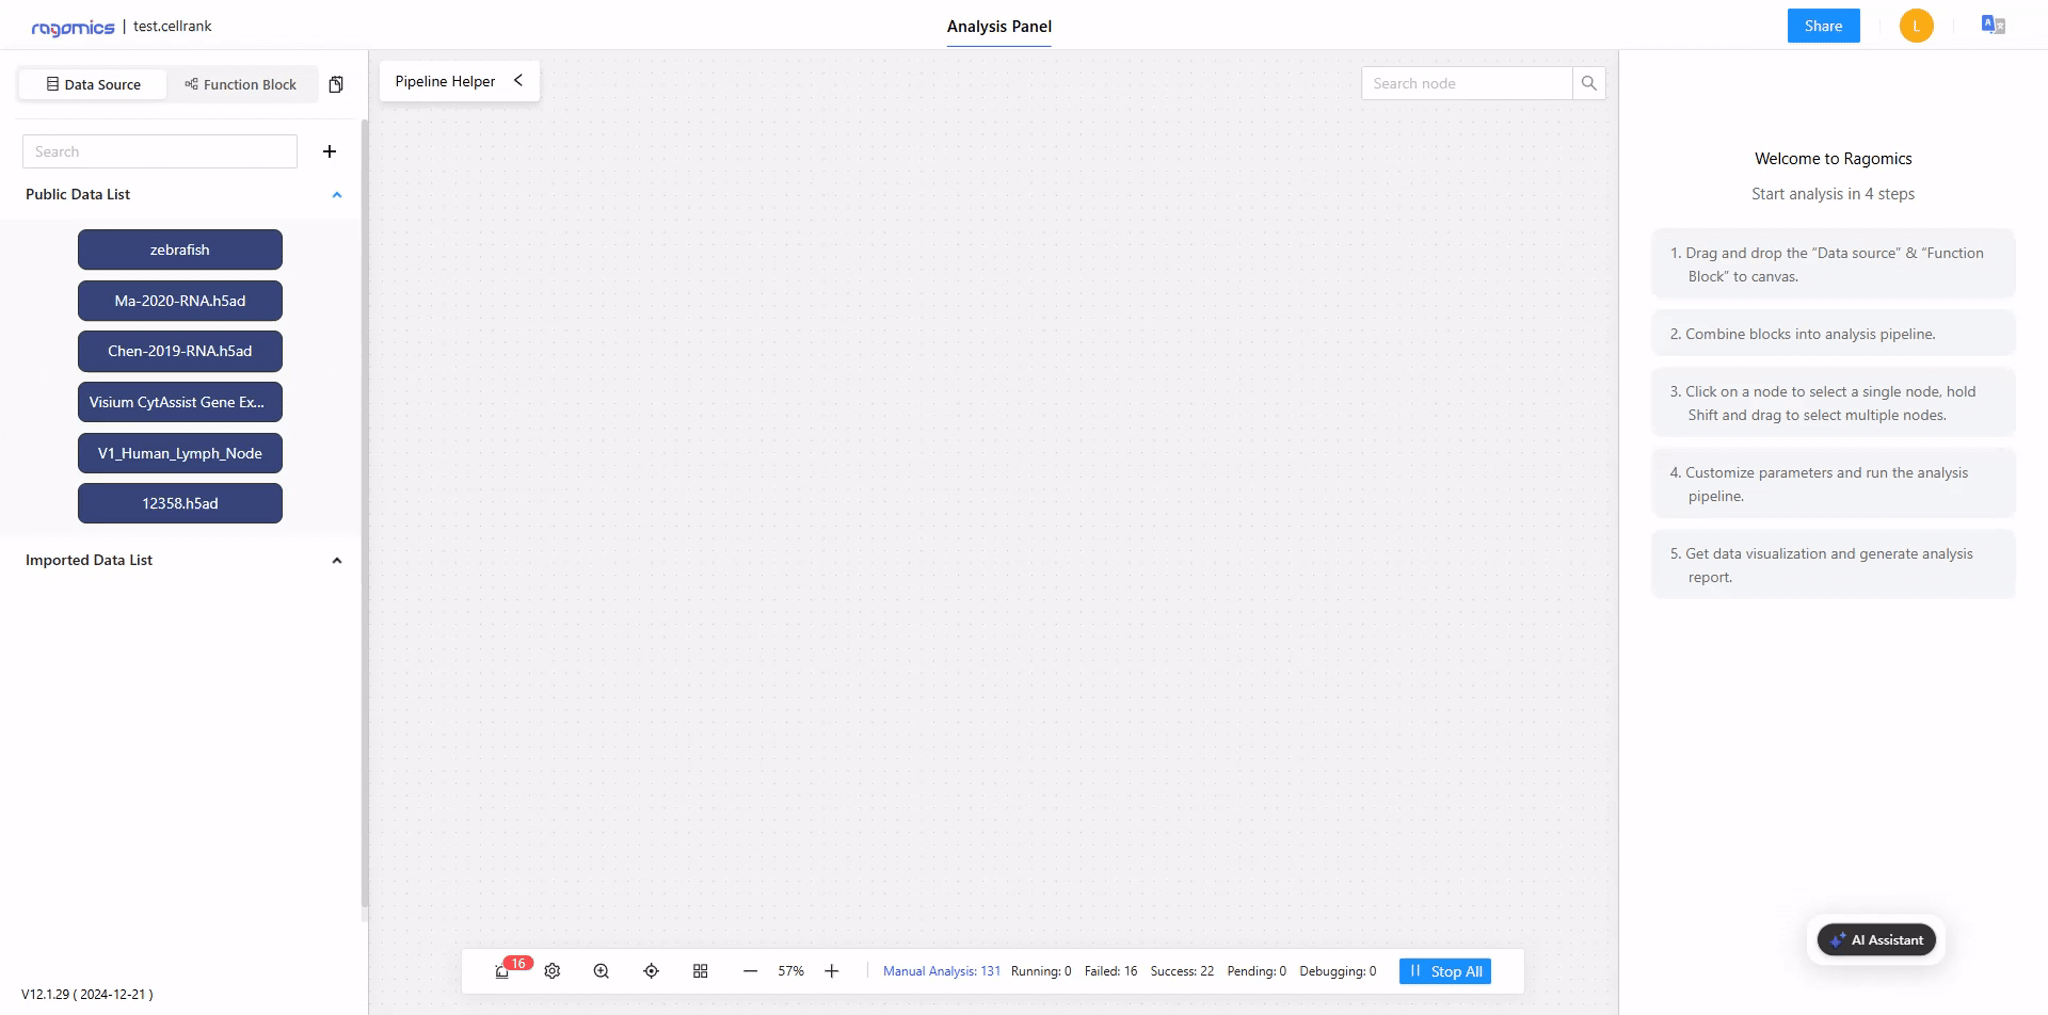 ragomics | test.cellrank
Analysis Panel
Share
L
Data Source
Function Block
Search
Public Data List
zebrafish
Ma-2020-RNA.h5ad
Chen-2019-RNA.h5ad
Visium CytAssist Gene Ex...
V1_Human_Lymph_Node
12358.h5ad
Imported Data List
V12.1.29 ( 2024-12-21 )
Pipeline Helper
Search node
16
57%
Manual Analysis: 131 Running: 0 Failed: 16 Success: 22 Pending: 0 Debugging: 0
Stop All
Welcome to Ragomics
Start analysis in 4 steps
1. Drag and drop the “Data source” & “Function
Block” to canvas.
2. Combine blocks into analysis pipeline.
3. Click on a node to select a single node, hold
Shift and drag to select multiple nodes.
4. Customize parameters and run the analysis
pipeline.
5. Get data visualization and generate analysis
report.
AI Assistant